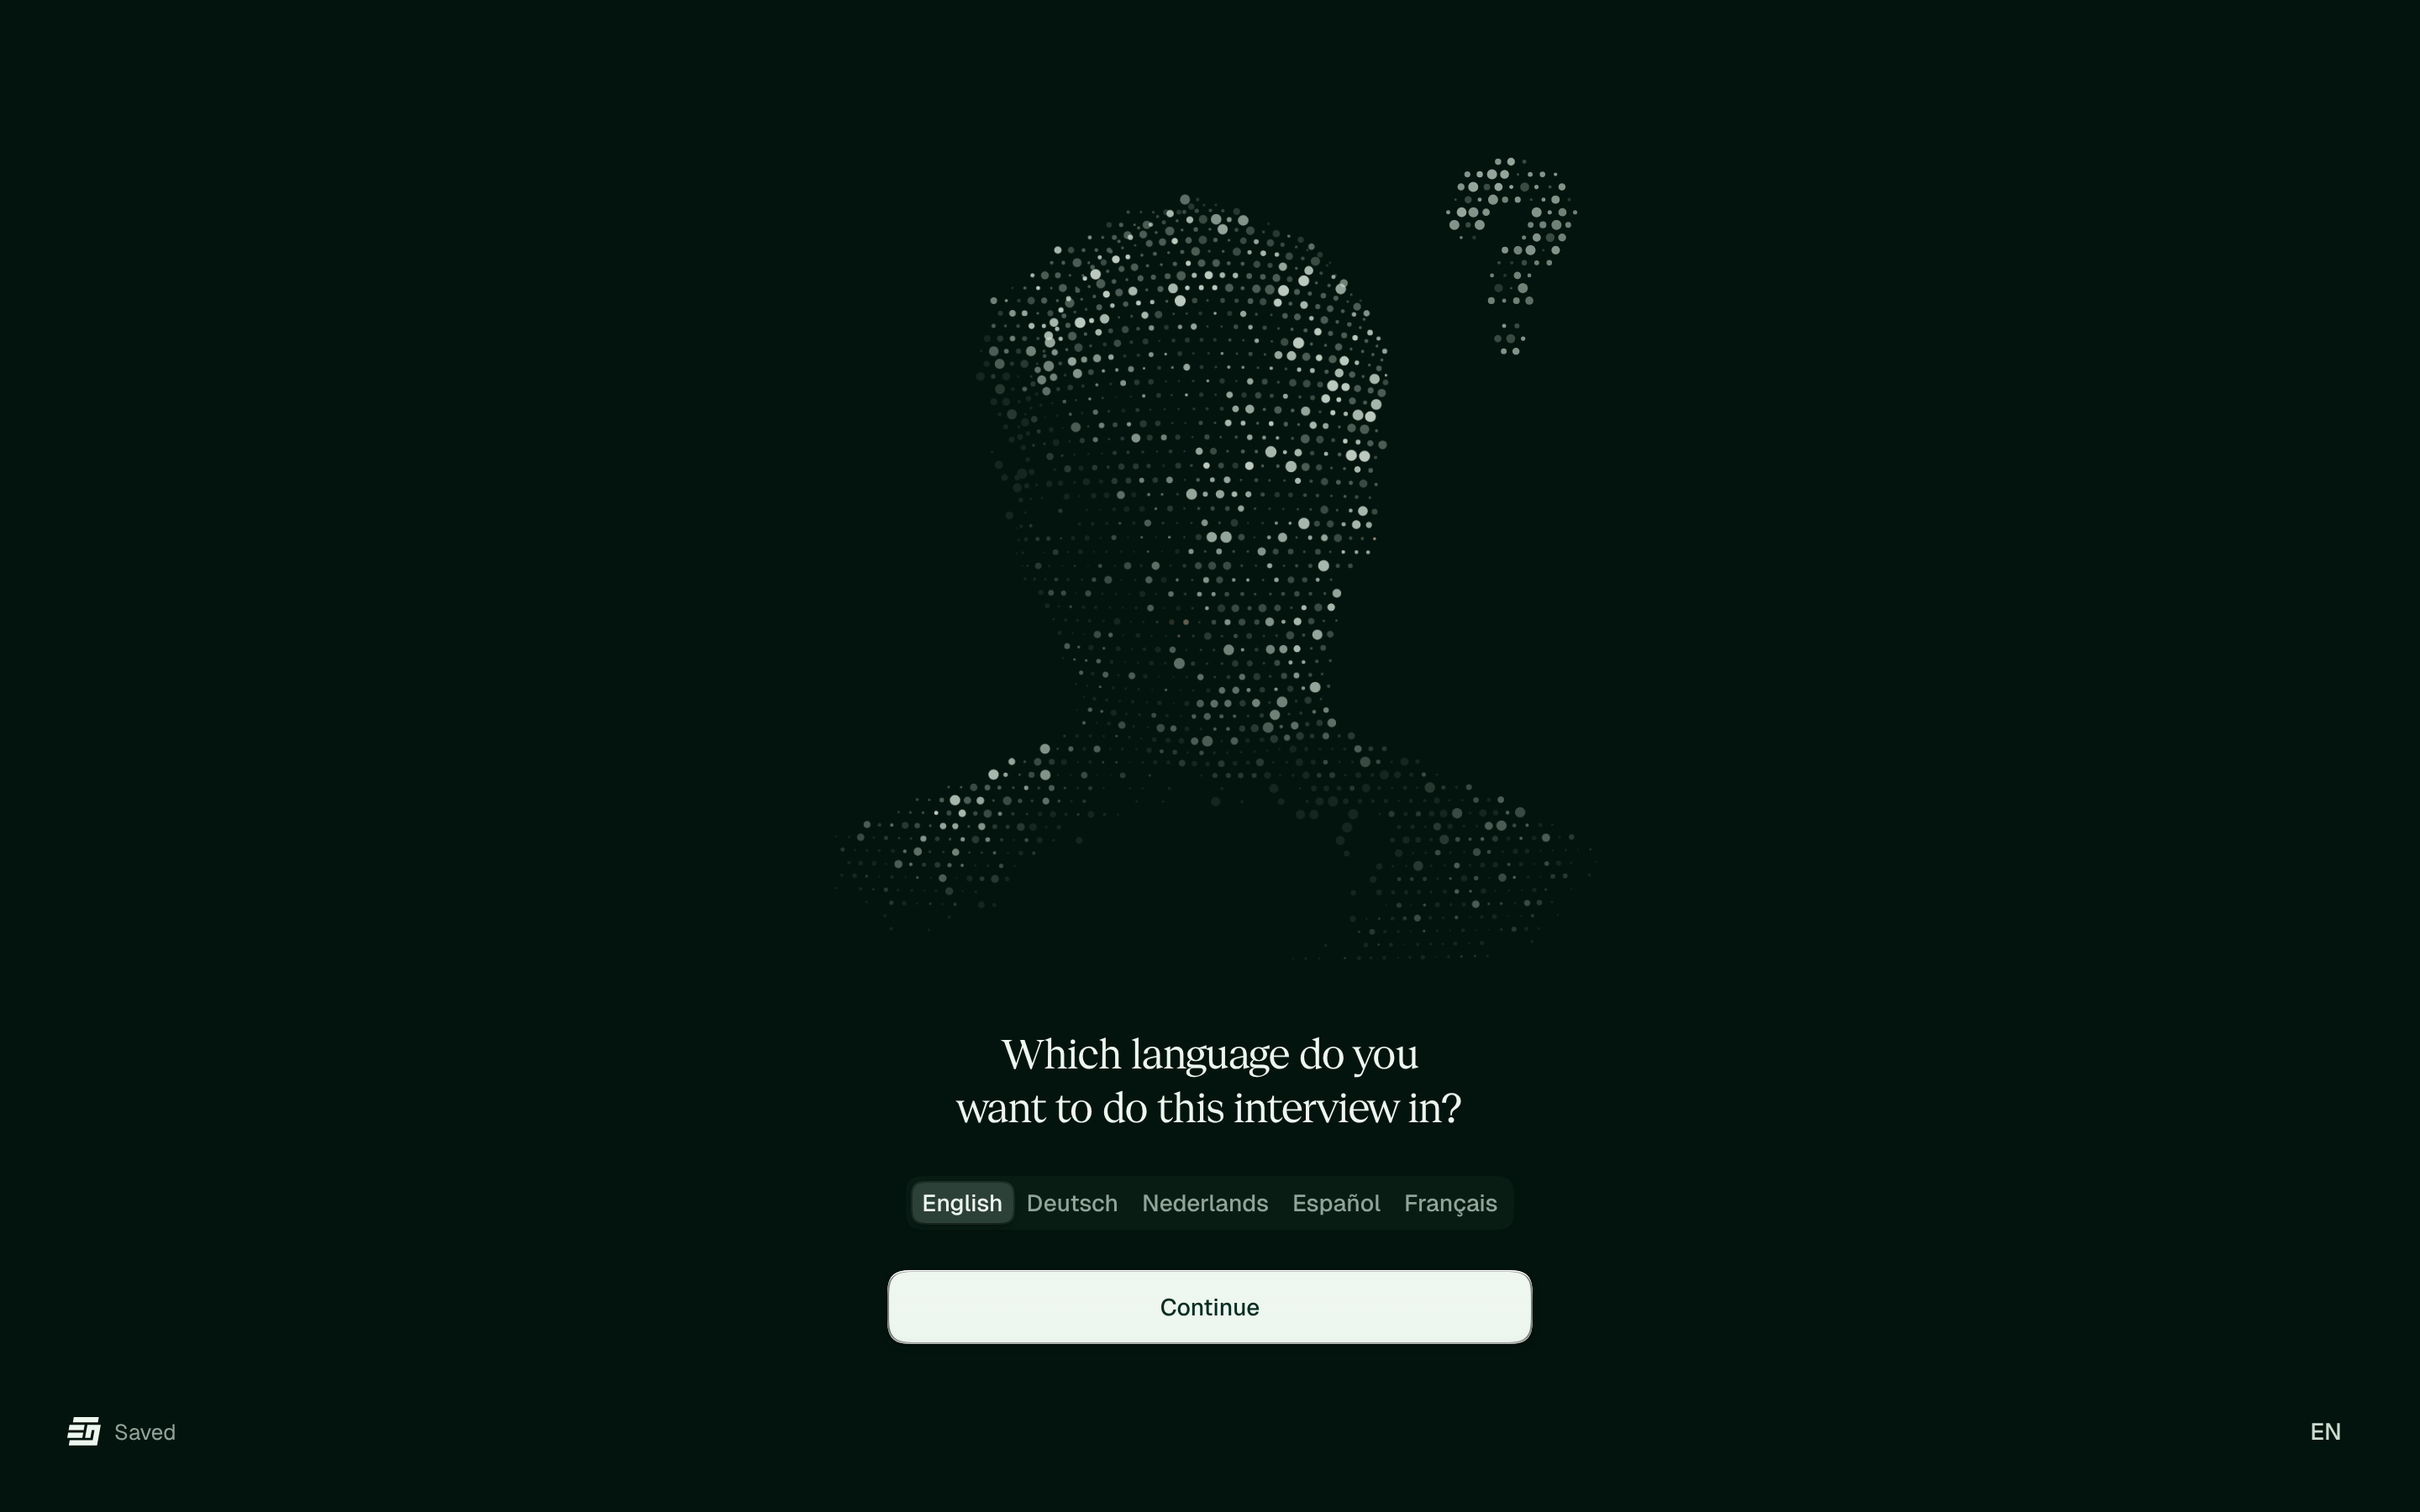 Which language do you
want to do this interview in?
English Deutsch Nederlands Español Français
Continue
Saved
EN